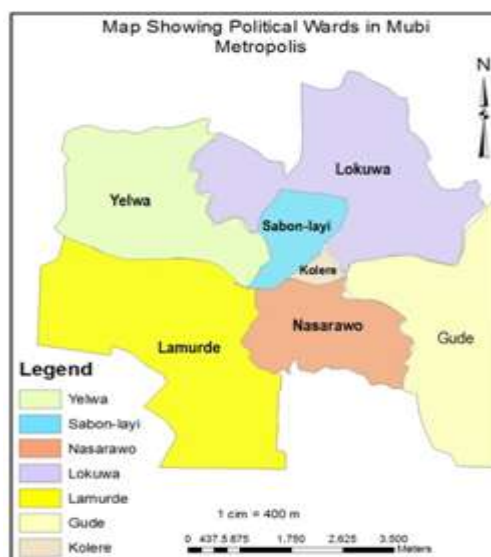 Map Showing Political Wards in Mubi
Metropolis
N
Lokuwa
Yelwa
Sabon-layi
Kolere
Nasarawo
Gude
Lamurde
Legend
Yelwa
Sabon-layi
Nasarawo
Lokuwa
Lamurde
Gude
Kolere
1 cim = 400 m
0 437.5 875 1,750 2,625 3,500
Meters